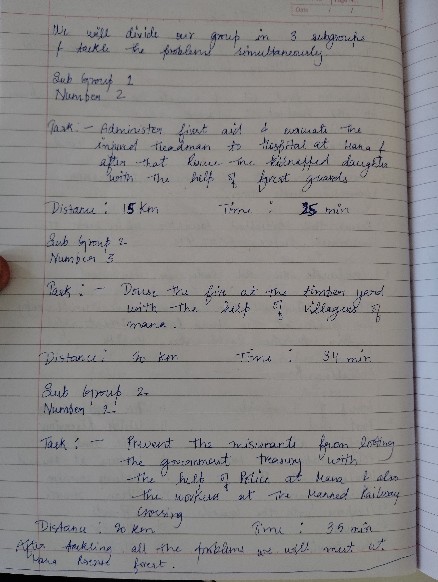 We will divide our group in 3 subgroups
& tackle the problems simultaneously
Sub Group 1
Number 2
Task :- Administer first aid & evacuate the
injured Headman to Hospital at Mana &
after that Rescue the kidnapped daughter
with the help of forest guards
Distance : 15 Km Time : 25 min
Sub Group 2
Number 3
Task : - Douse the fire at the timber yard
with the help of villagers of
mana.
Distance : 20 km Time : 34 min
Sub Group 2.
Number 2.
Task : - Prevent the miscreants from looting
the government treasury with
the help of Police at Mana & also
the workers at the Manned Railway
crossing
Distance : 20 km Time : 35 min
After tackling all the problems we will meet at
Mana Reserve forest.